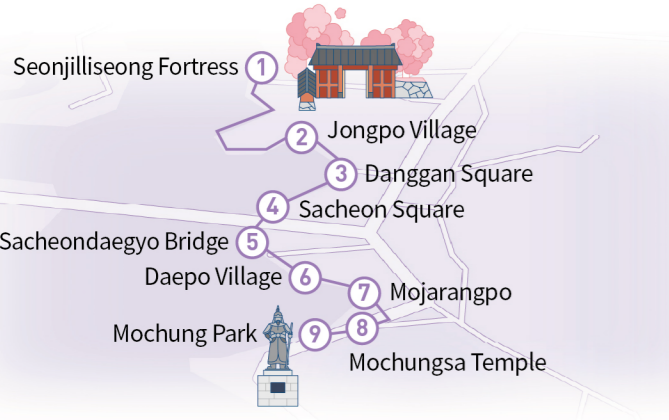 Seonjilliseong Fortress 1
2 Jongpo Village
3 Danggan Square
4 Sacheon Square
Sacheondaegyo Bridge 5
Daepo Village 6
7 Mojarangpo
Mochung Park 9
8
Mochungsa Temple